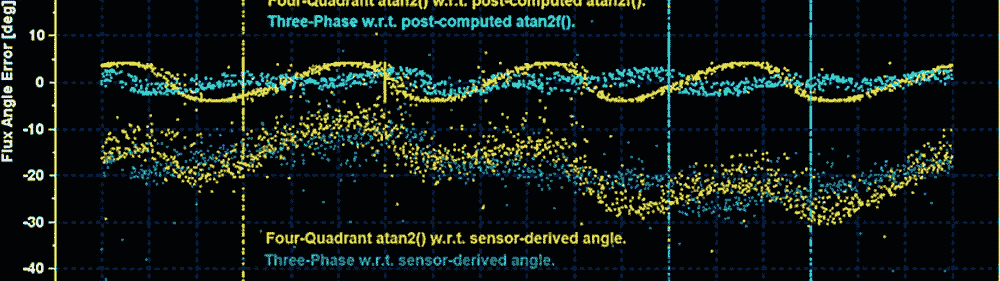 Four-Quadrant atan2() w.r.t. post-computed atan2f().
Three-Phase w.r.t. post-computed atan2f().
Flux Angle Error [deg]
10
0
-10
-20
-30
-40
Four-Quadrant atan2() w.r.t. sensor-derived angle.
Three-Phase w.r.t. sensor-derived angle.